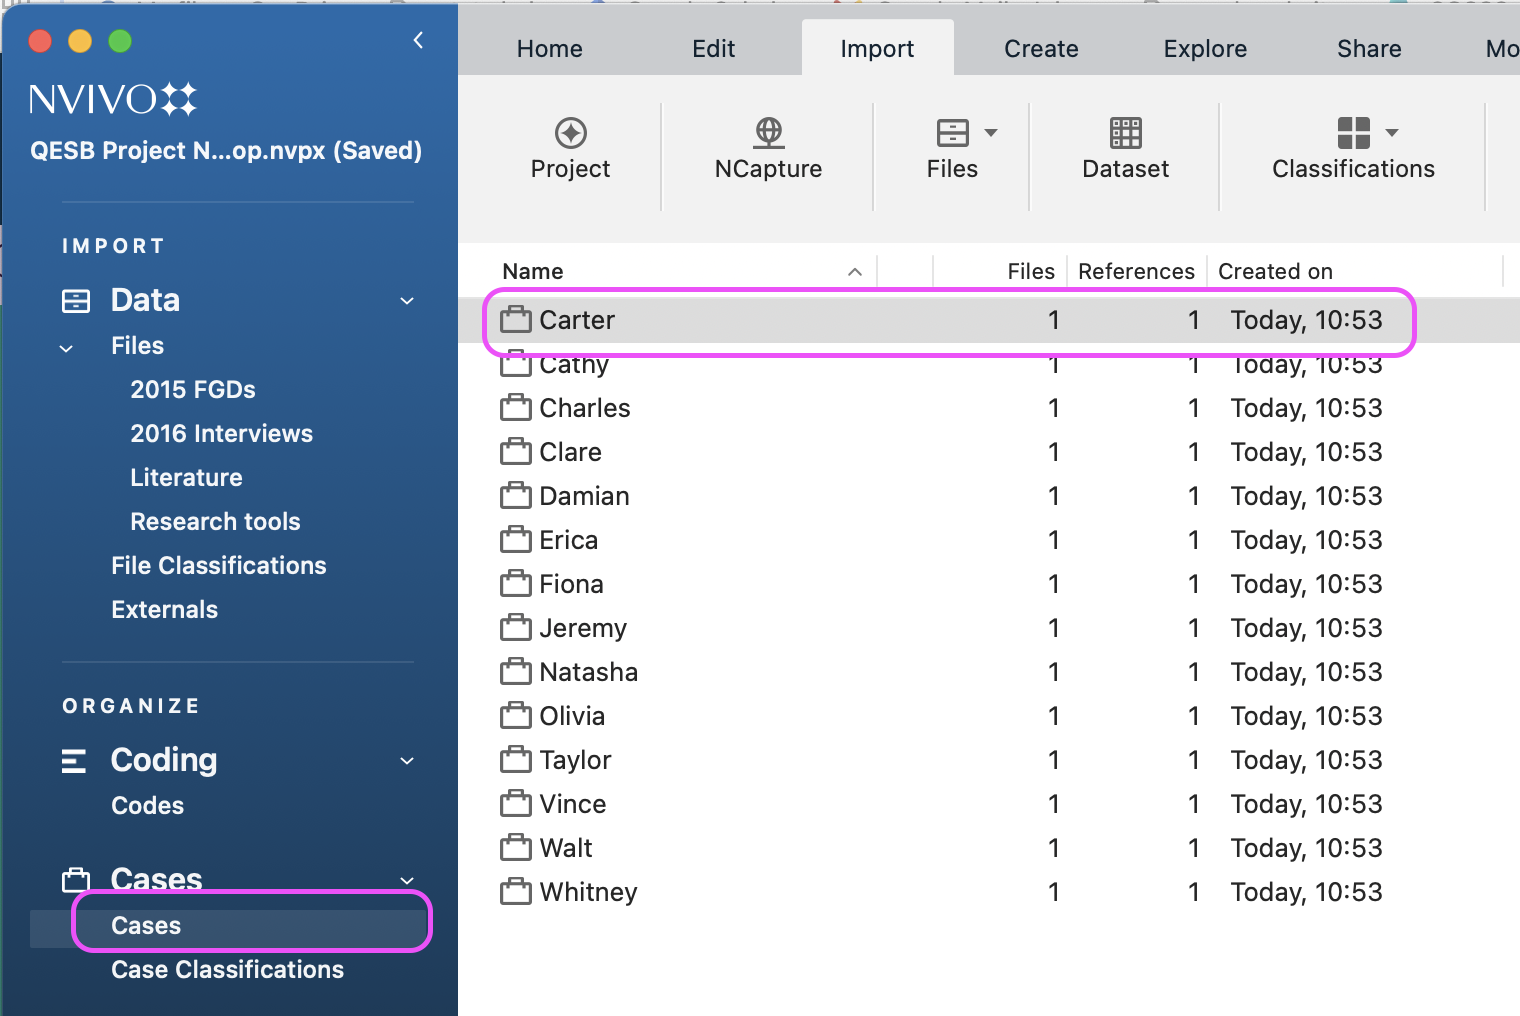 Home Edit Import Create Explore Share Mo
NVIVO
QESB Project N...op.nvpx (Saved)
Project NCapture Files Dataset Classifications
IMPORT
Data
Files
2015 FGDs
2016 Interviews
Literature
Research tools
File Classifications
Externals
ORGANIZE
Coding
Codes
Cases
Cases
Case Classifications
Name Files References Created on
Carter 1 1 Today, 10:53
Cathy 1 1 Today, 10:53
Charles 1 1 Today, 10:53
Clare 1 1 Today, 10:53
Damian 1 1 Today, 10:53
Erica 1 1 Today, 10:53
Fiona 1 1 Today, 10:53
Jeremy 1 1 Today, 10:53
Natasha 1 1 Today, 10:53
Olivia 1 1 Today, 10:53
Taylor 1 1 Today, 10:53
Vince 1 1 Today, 10:53
Walt 1 1 Today, 10:53
Whitney 1 1 Today, 10:53